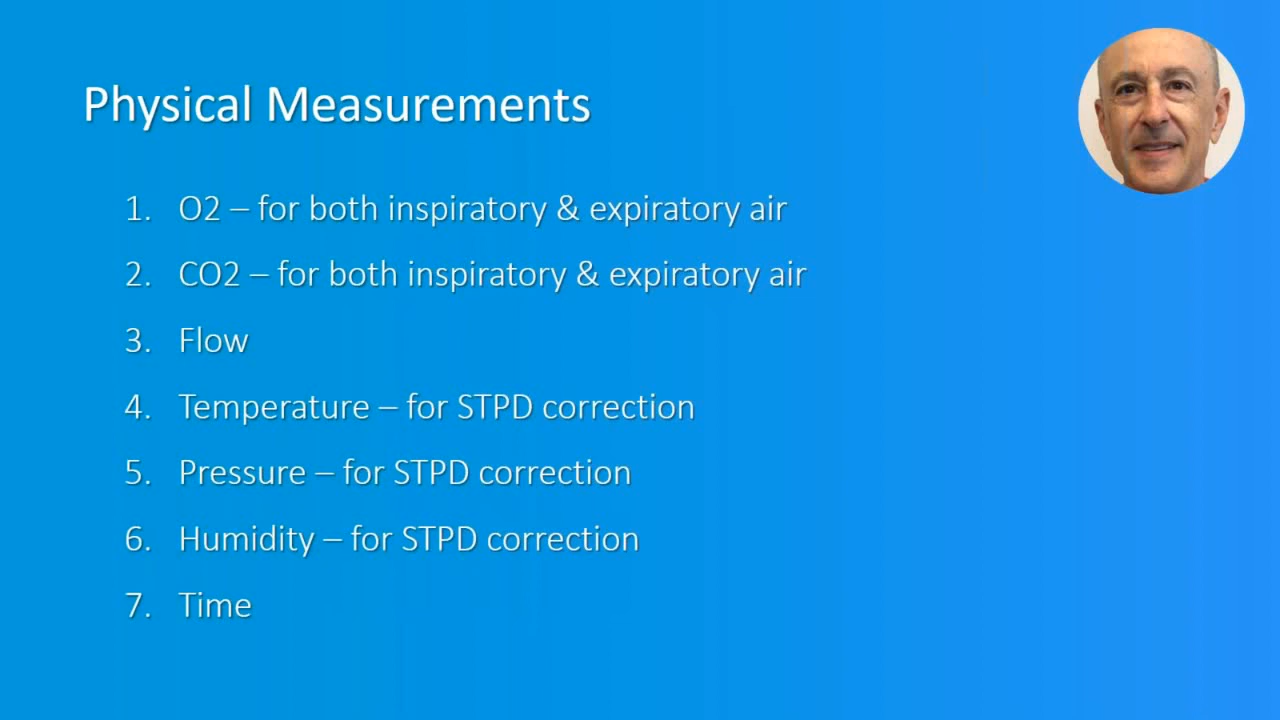 Physical Measurements
1. O2 – for both inspiratory & expiratory air
2. CO2 – for both inspiratory & expiratory air
3. Flow
4. Temperature – for STPD correction
5. Pressure – for STPD correction
6. Humidity – for STPD correction
7. Time